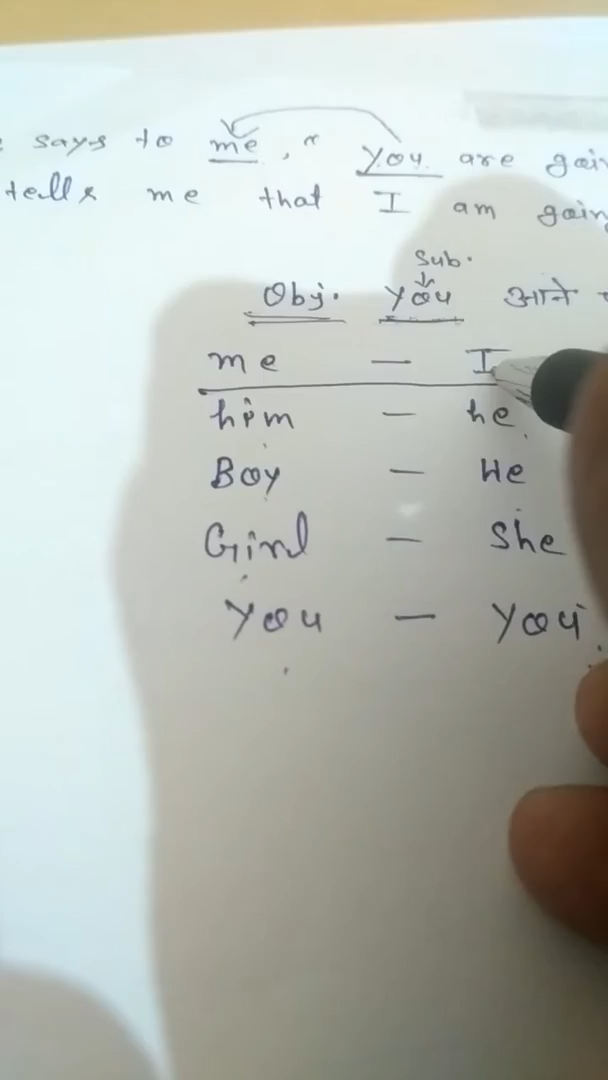 says to me, " you are goin
tells me that I am going
Sub.
Obj. you आने
me — I
him — he
Boy — He
Girl — She
You — You